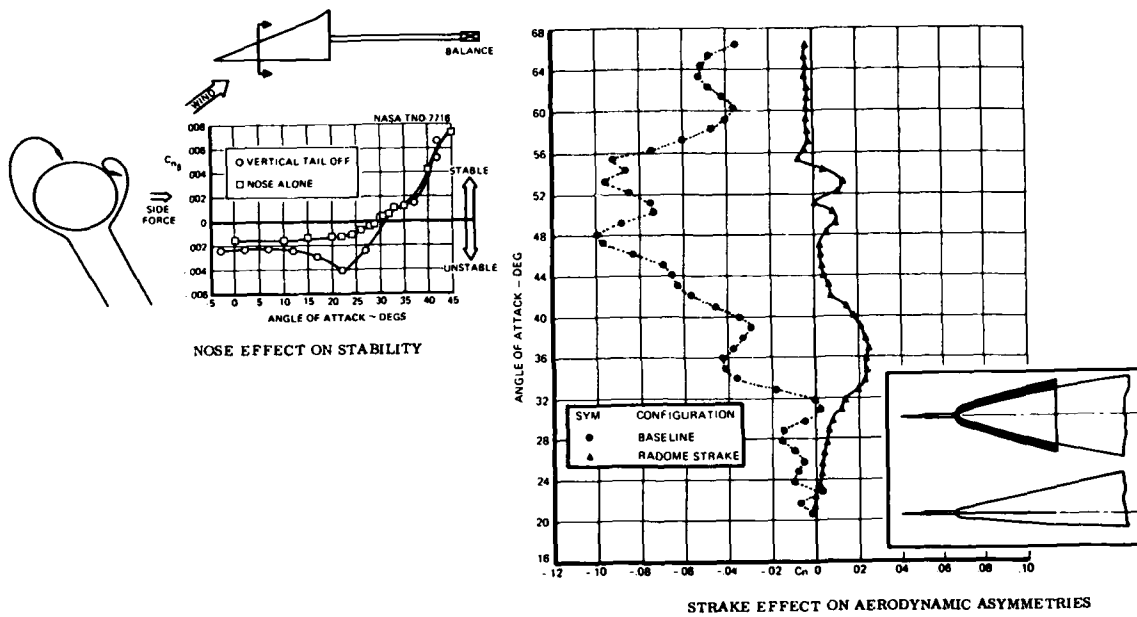 BALANCE
WIND
NASA TND 7716
.008
.006
.004
.002
0
.002
.004
.006
C n β
O VERTICAL TAIL OFF
□ NOSE ALONE
STABLE
UNSTABLE
SIDE
FORCE
-5 0 5 10 15 20 25 30 35 40 45
ANGLE OF ATTACK ~ DEGS
NOSE EFFECT ON STABILITY
68
64
60
56
52
48
44
40
36
32
28
24
20
16
ANGLE OF ATTACK – DEG
SYM CONFIGURATION
● BASELINE
▲ RADOME STRAKE
-.12 -.10 -.08 -.06 -.04 -.02 Cn 0 .02 .04 .06 .08 .10
STRAKE EFFECT ON AERODYNAMIC ASYMMETRIES